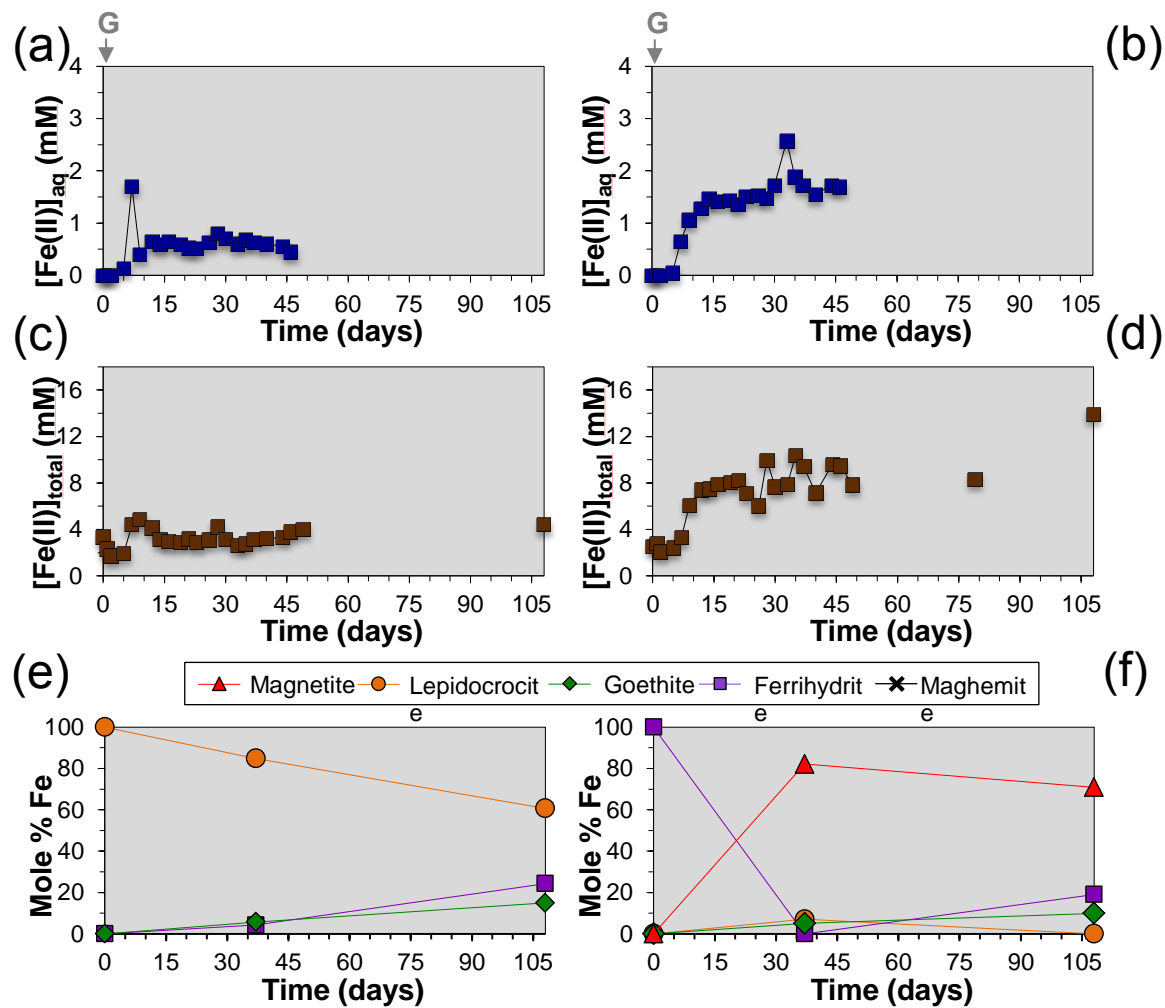 G G
(a) (b)
4 4
3 3
2 2
1 1
0 0
[Fe(II)]aq (mM) [Fe(II)]aq (mM)
0 15 30 45 60 75 90 105 0 15 30 45 60 75 90 105
Time (days) Time (days)
(c) (d)
16 16
12 12
8 8
4 4
0 0
[Fe(II)]total (mM) [Fe(II)]total (mM)
0 15 30 45 60 75 90 105 0 15 30 45 60 75 90 105
Time (days) Time (days)
(e) (f)
Magnetite Lepidocrocit Goethite Ferrihydrit Maghemit
e e e
100 100
80 80
60 60
40 40
20 20
0 0
Mole % Fe Mole % Fe
0 15 30 45 60 75 90 105 0 15 30 45 60 75 90 105
Time (days) Time (days)